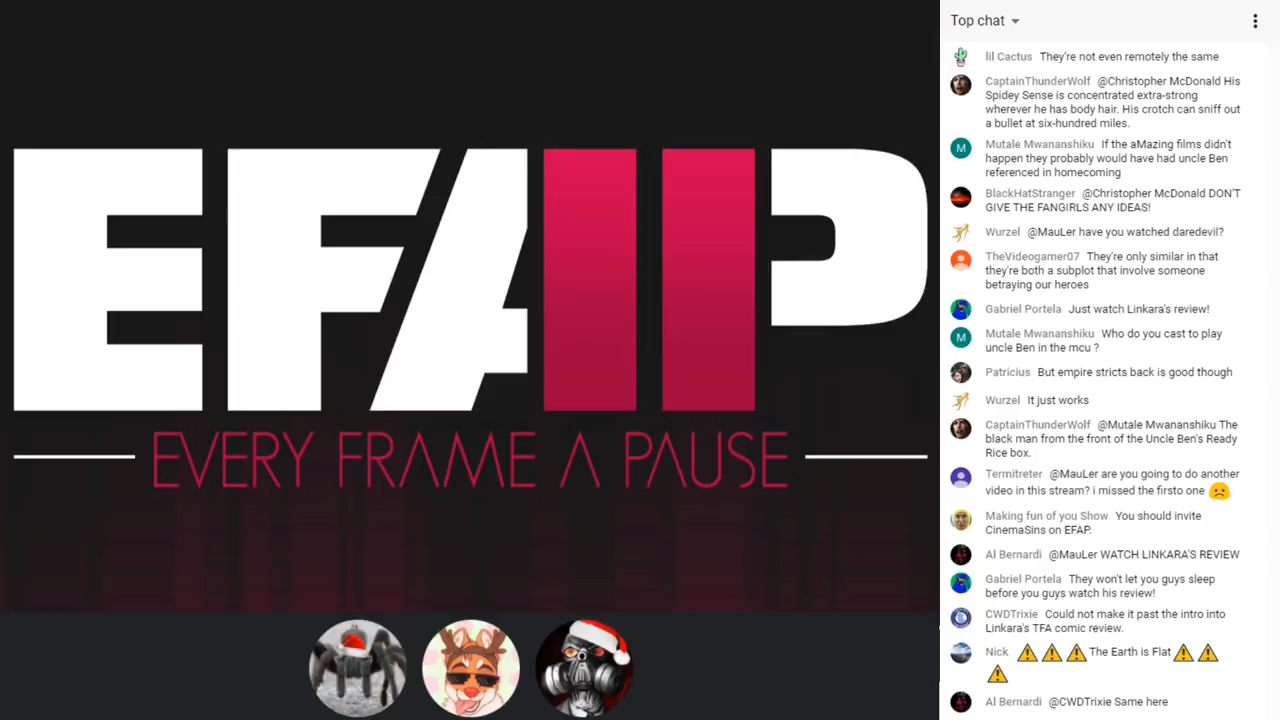 EFAP
EVERY FRAME A PAUSE
Top chat
lil Cactus They're not even remotely the same
CaptainThunderWolf @Christopher McDonald His
Spidey Sense is concentrated extra-strong
wherever he has body hair. His crotch can sniff out
a bullet at six-hundred miles.
M
Mutale Mwananshiku If the aMazing films didn't
happen they probably would have had uncle Ben
referenced in homecoming
BlackHatStranger @Christopher McDonald DON'T
GIVE THE FANGIRLS ANY IDEAS!
Wurzel @MauLer have you watched daredevil?
TheVideogamer07 They're only similar in that
they're both a subplot that involve someone
betraying our heroes
Gabriel Portela Just watch Linkara's review!
M
Mutale Mwananshiku Who do you cast to play
uncle Ben in the mcu ?
Patricius But empire stricts back is good though
Wurzel It just works
CaptainThunderWolf @Mutale Mwananshiku The
black man from the front of the Uncle Ben's Ready
Rice box.
Termitreter @MauLer are you going to do another
video in this stream? i missed the firsto one
Making fun of you Show You should invite
CinemaSins on EFAP.
Al Bernardi @MauLer WATCH LINKARA'S REVIEW
Gabriel Portela They won't let you guys sleep
before you guys watch his review!
CWDTrixie Could not make it past the intro into
Linkara's TFA comic review.
Nick ⚠⚠⚠ The Earth is Flat ⚠⚠
⚠
Al Bernardi @CWDTrixie Same here